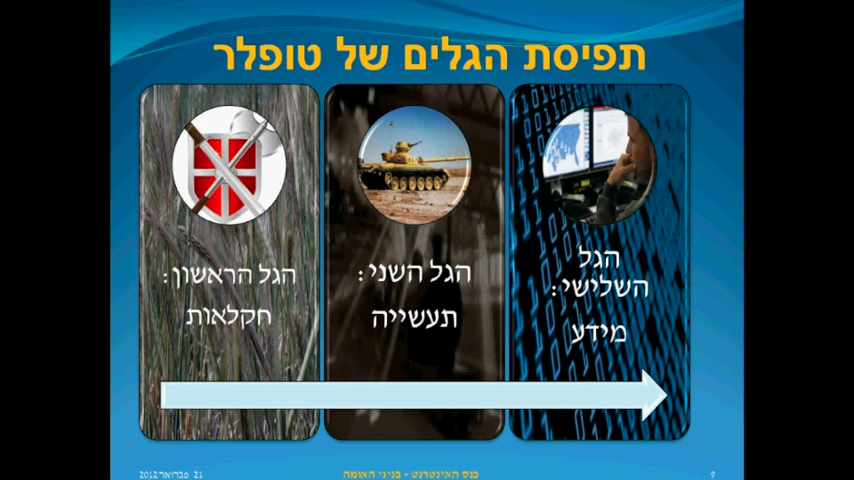 תפיסת הגלים של טופלר
הגל הראשון:
חקלאות
הגל השני:
תעשייה
הגל
השלישי:
מידע
21 פברואר 2012
כנס האינטרנט - בניני האומה
9